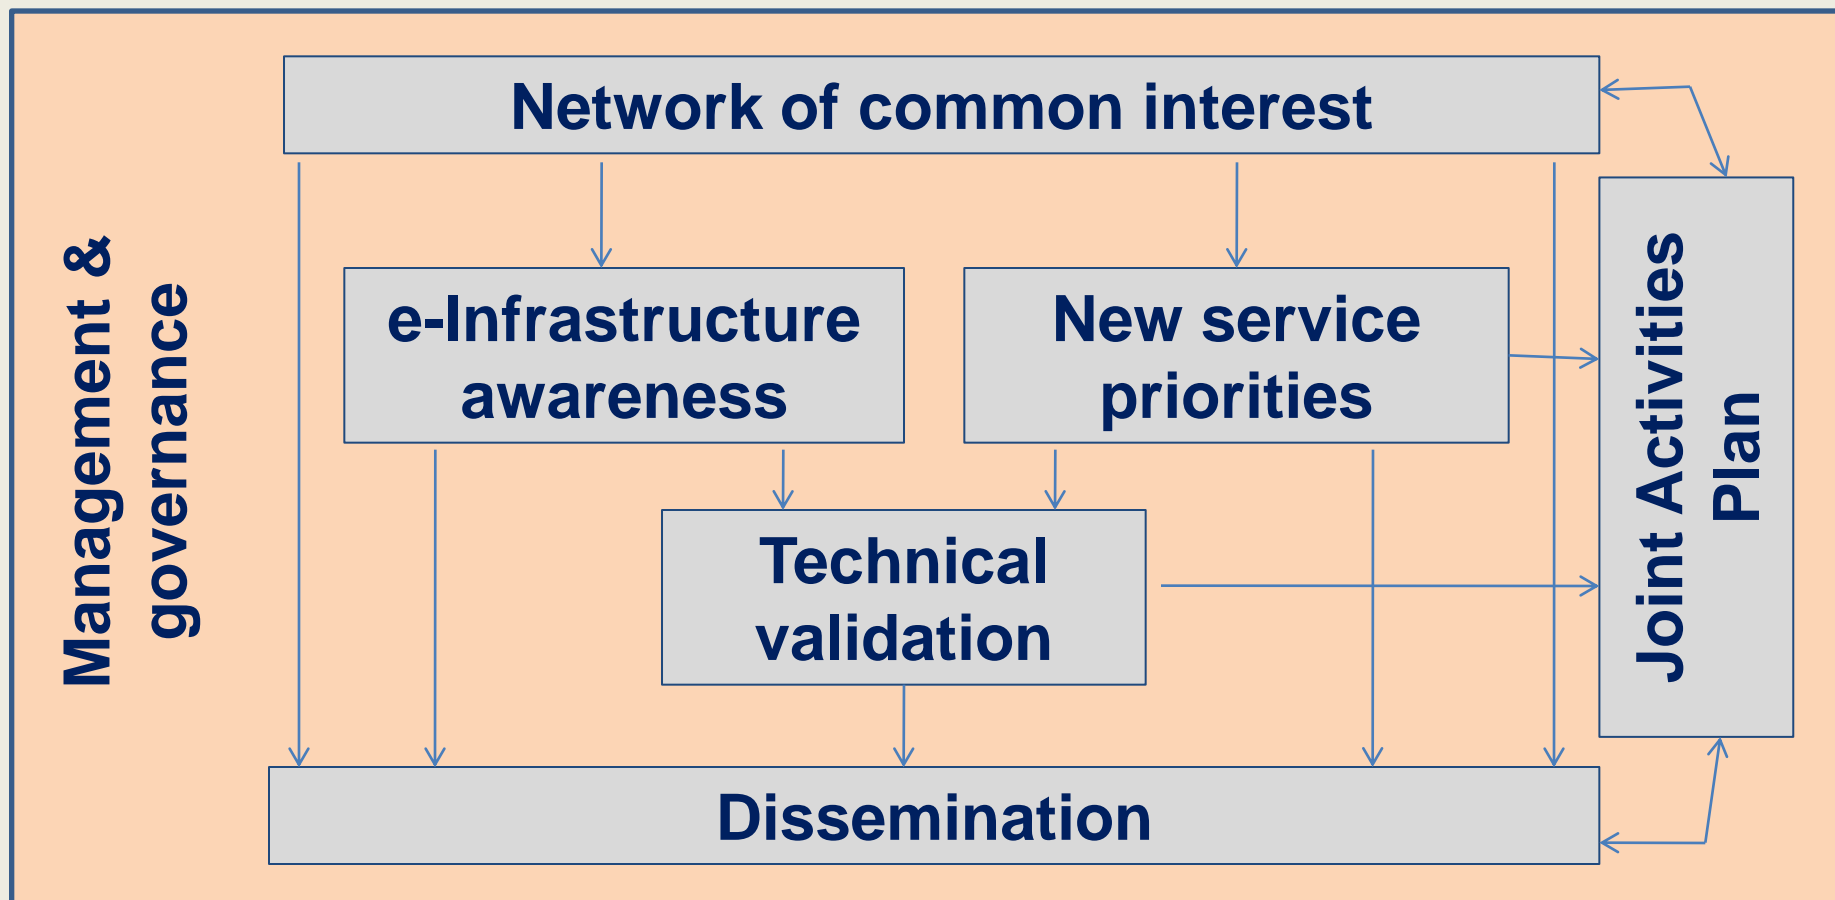 Network of common interest
Management &
governance
e-Infrastructure
awareness
New service
priorities
Joint Activities
Plan
Technical
validation
Dissemination